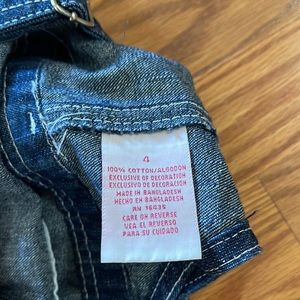 4
100% COTTON/ALGODON
EXCLUSIVE OF DECORATION
EXCLUSIVO DE DECORACION
MADE IN BANGLADESH
HECHO EN BANGLADESH
RN 16435
CARE ON REVERSE
VEA EL REVERSO
PARA SU CUIDADO